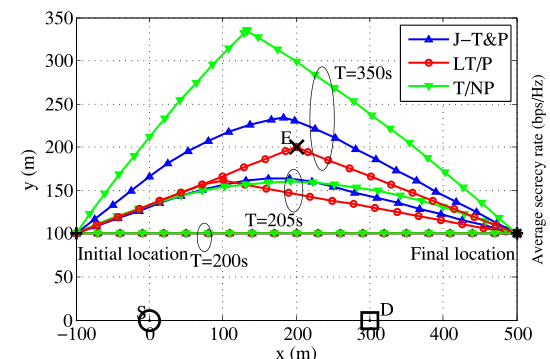 350
300
250
200
150
100
50
0
y (m)
J−T&P
LT/P
T/NP
T=350s
E
T=205s
Initial location
T=200s
Final location
S
D
−100
0
100
200
300
400
500
x (m)
Average secrecy rate (bps/Hz)